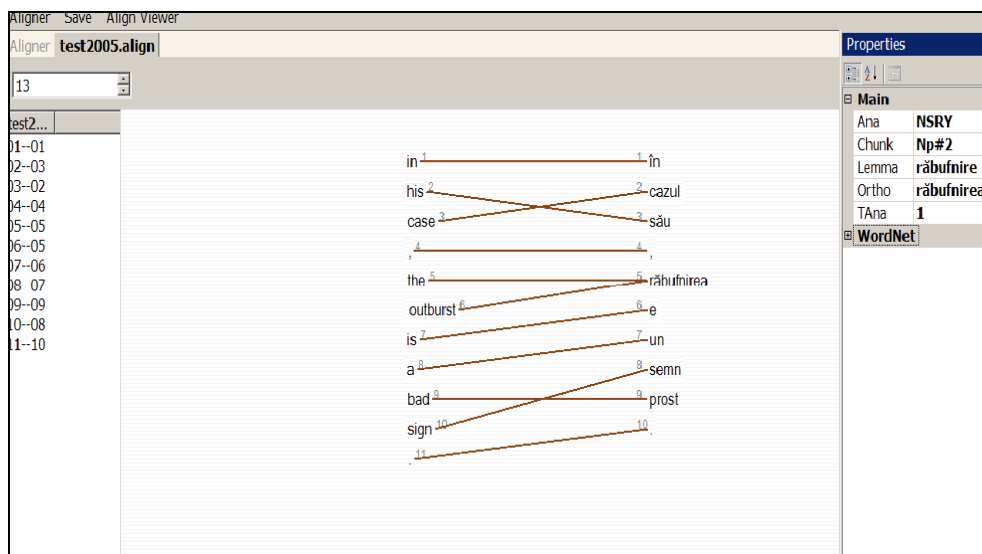 Aligner Save Align Viewer
Aligner test2005.align
13
test2...
01--01
02--03
03--02
04--04
05--05
06--05
07--06
08 07
09--09
10--08
11--10
in 1 1 în
his 2 2 cazul
case 3 3 său
, 4 4 ,
the 5 5 răbufnirea
outburst 6 6 e
is 7 7 un
a 8 8 semn
bad 9 9 prost
sign 10 10 .
. 11
Properties
Main
Ana NSRY
Chunk Np#2
Lemma răbufnire
Ortho răbufnirea
TAna 1
WordNet